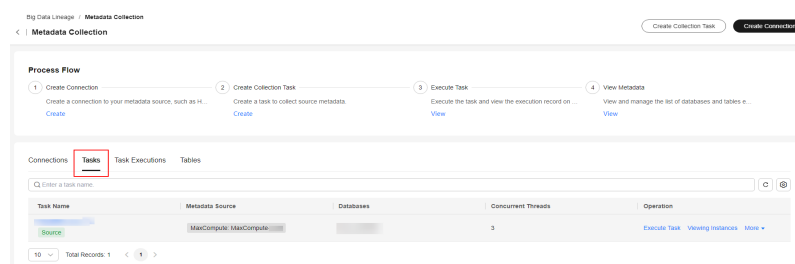 Big Data Lineage / Metadata Collection
< | Metadata Collection
Create Collection Task
Create Connection
Process Flow
1 Create Connection
2 Create Collection Task
3 Execute Task
4 View Metadata
Create a connection to your metadata source, such as H...
Create a task to collect source metadata.
Execute the task and view the execution record on ...
View and manage the list of databases and tables e...
Create
Create
View
View
Connections Tasks Task Executions Tables
Enter a task name.
Task Name Metadata Source Databases Concurrent Threads Operation
Source
MaxCompute: MaxCompute
3
Execute Task Viewing Instances More
10 Total Records: 1 < 1 >